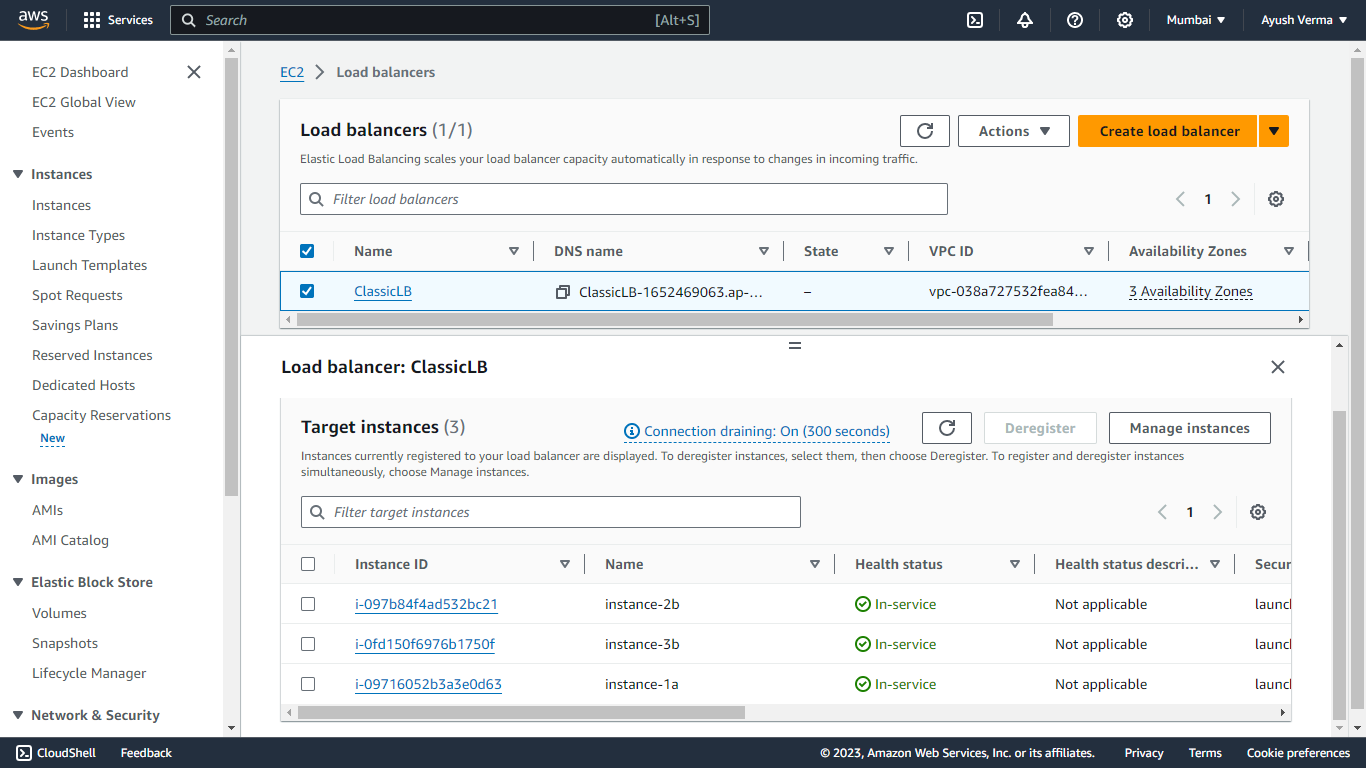 aws
Services
Search
[Alt+S]
Mumbai
Ayush Verma
EC2 Dashboard
EC2 Global View
Events
Instances
Instances
Instance Types
Launch Templates
Spot Requests
Savings Plans
Reserved Instances
Dedicated Hosts
Capacity Reservations
New
Images
AMIs
AMI Catalog
Elastic Block Store
Volumes
Snapshots
Lifecycle Manager
Network & Security
EC2
Load balancers
Load balancers (1/1)
Actions
Create load balancer
Elastic Load Balancing scales your load balancer capacity automatically in response to changes in incoming traffic.
Filter load balancers
1
Name DNS name State VPC ID Availability Zones
ClassicLB ClassicLB-1652469063.ap-... – vpc-038a727532fea84... 3 Availability Zones
Load balancer: ClassicLB
Target instances (3)
Connection draining: On (300 seconds)
Deregister
Manage instances
Instances currently registered to your load balancer are displayed. To deregister instances, select them, then choose Deregister. To register and deregister instances
simultaneously, choose Manage instances.
Filter target instances
1
Instance ID Name Health status Health status descri... Secur
i-097b84f4ad532bc21 instance-2b In-service Not applicable launc
i-0fd150f6976b1750f instance-3b In-service Not applicable launc
i-09716052b3a3e0d63 instance-1a In-service Not applicable launc
CloudShell Feedback © 2023, Amazon Web Services, Inc. or its affiliates. Privacy Terms Cookie preferences